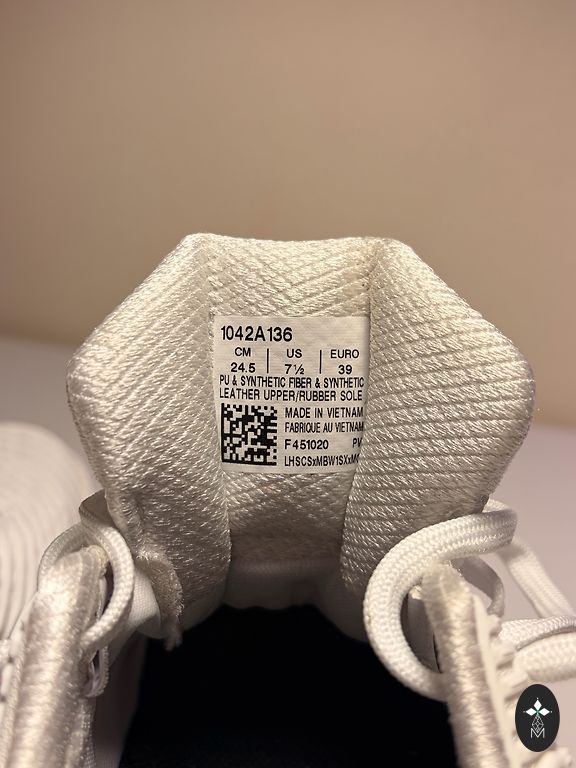 1042A136
CM | US | EURO
24.5 | 7½ | 39
PU & SYNTHETIC FIBER & SYNTHETIC
LEATHER UPPER/RUBBER SOLE
MADE IN VIETNAM
FABRIQUE AU VIETNAM
F451020
M